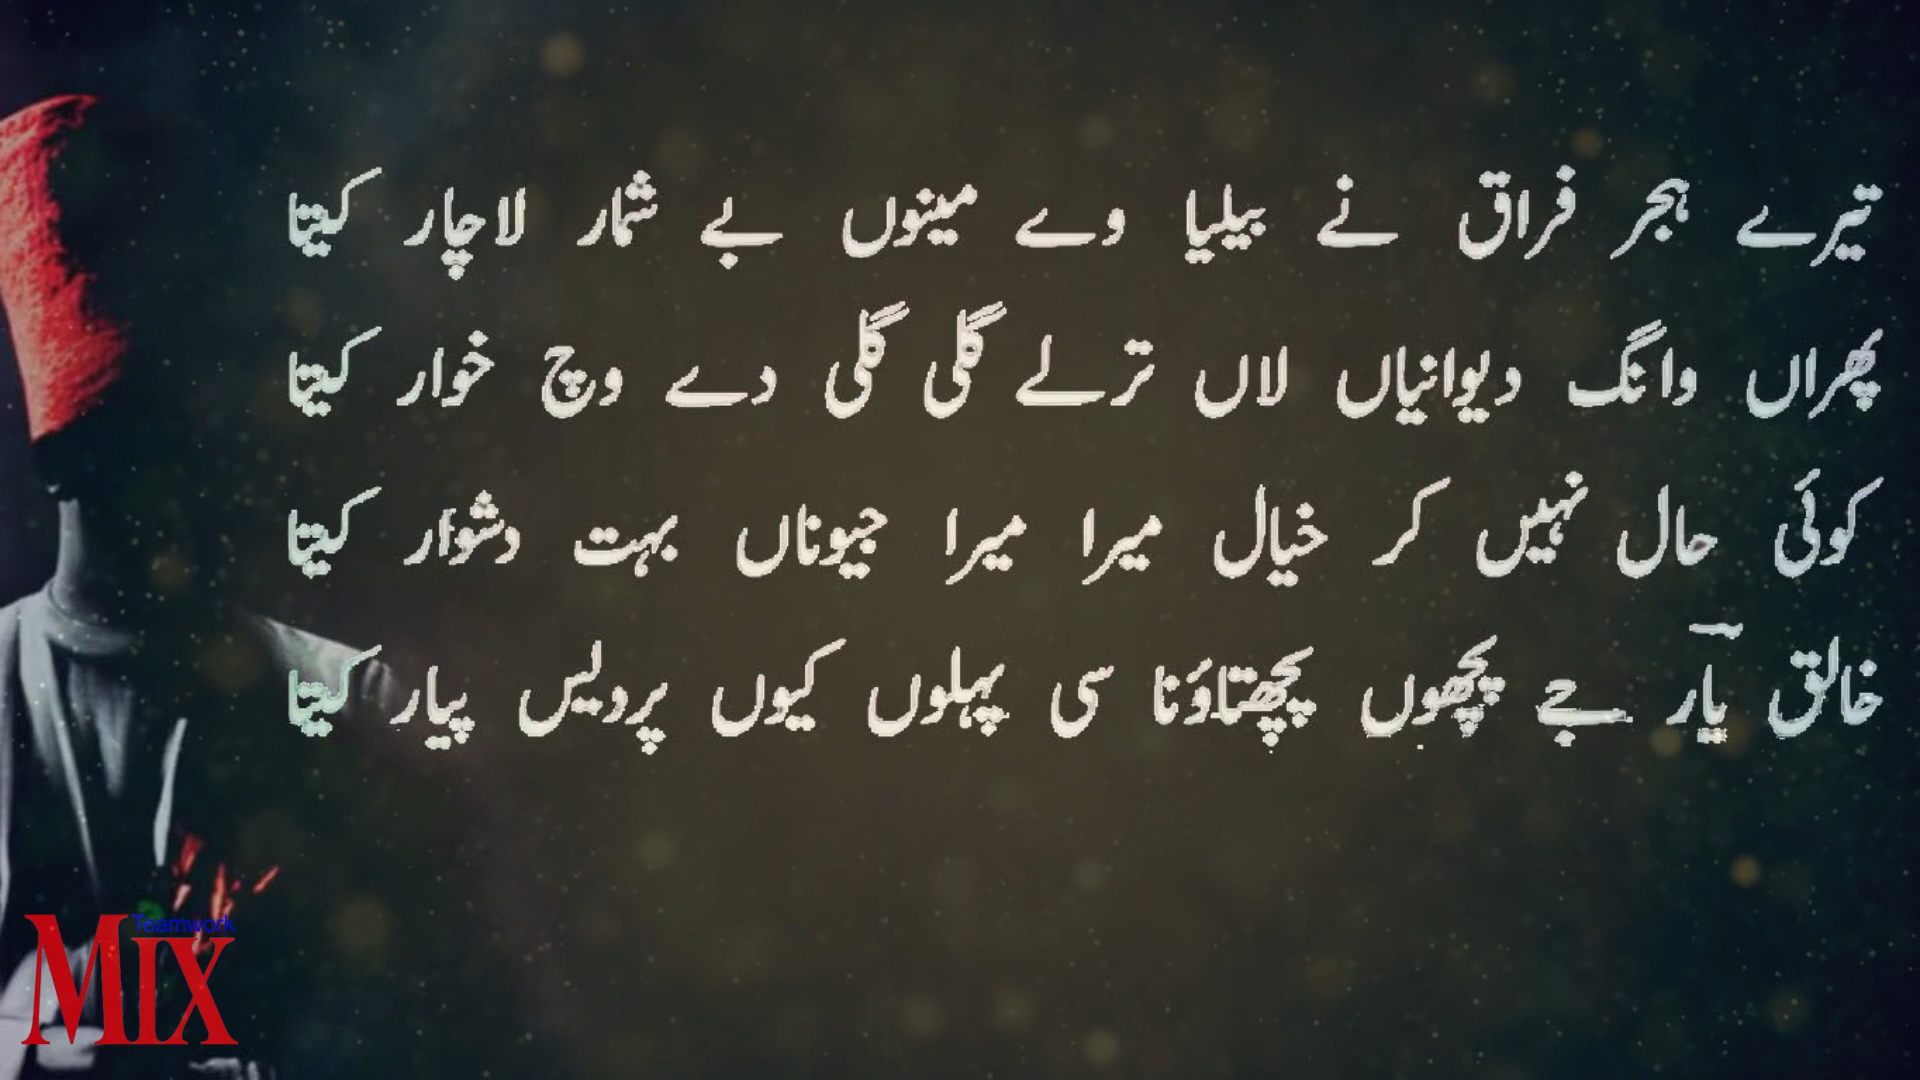 تیرے ہجر فراق نے بیلیا وے مینوں بے شمار لاچار کیتا
پھراں وانگ دیوانیاں لاں ترلے گلی گلی دے وچ خوار کیتا
کوئی حال نہیں کر خیال میرا میرا جیوناں بہت دشوار کیتا
خالق یارؔ جے پچھوں پچھتاؤنا سی پہلوں کیوں پردیس پیار کیتا
Teamwork
MIX